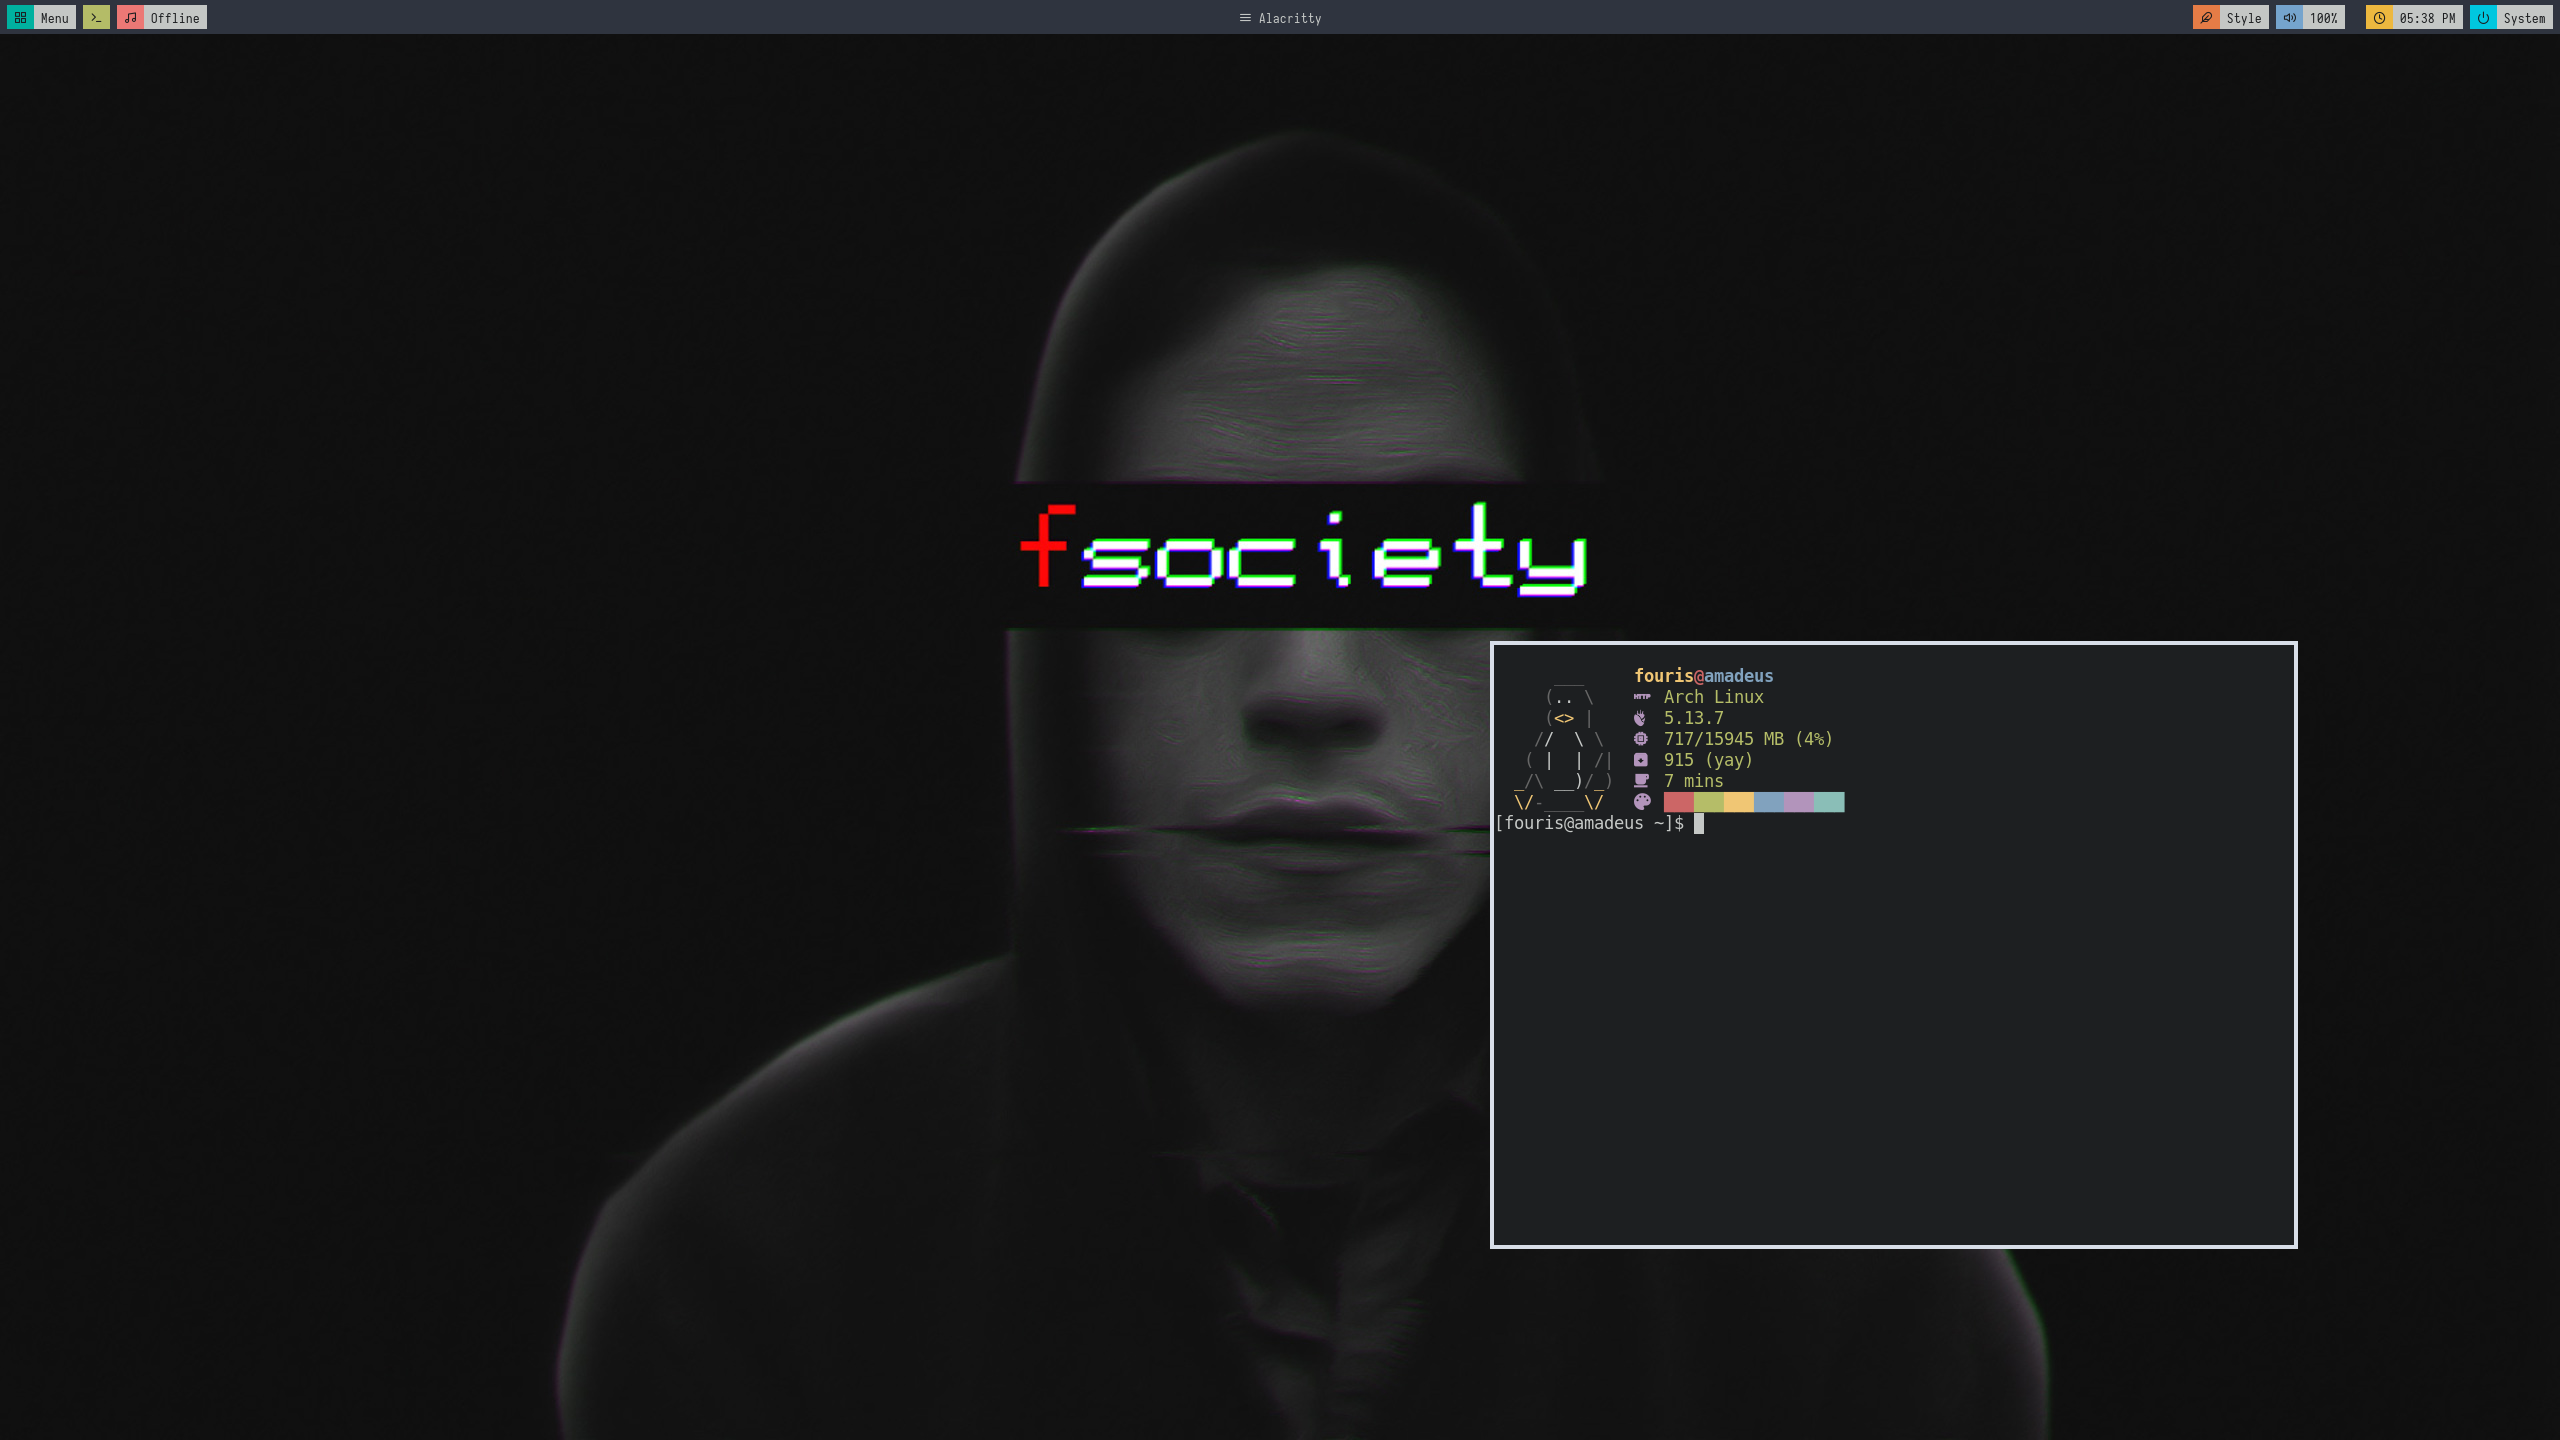 Menu
Offline
Alacritty
Style
100%
05:38 PM
System
fsociety
fouris@amadeus
Arch Linux
5.13.7
717/15945 MB (4%)
915 (yay)
7 mins
[fouris@amadeus ~]$